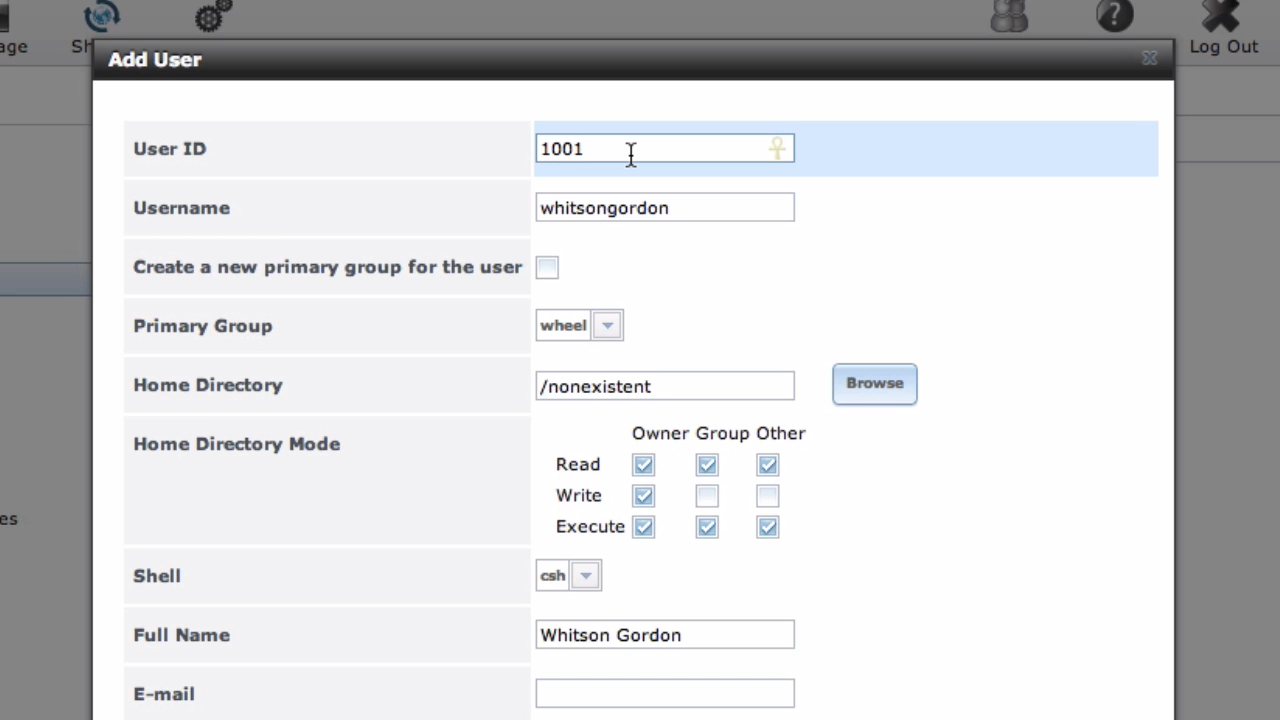 age
Sh
Log Out
Add User
User ID 1001
Username whitsongordon
Create a new primary group for the user
Primary Group wheel
Home Directory /nonexistent Browse
Home Directory Mode Owner Group Other
Read
Write
Execute
es
Shell csh
Full Name Whitson Gordon
E-mail